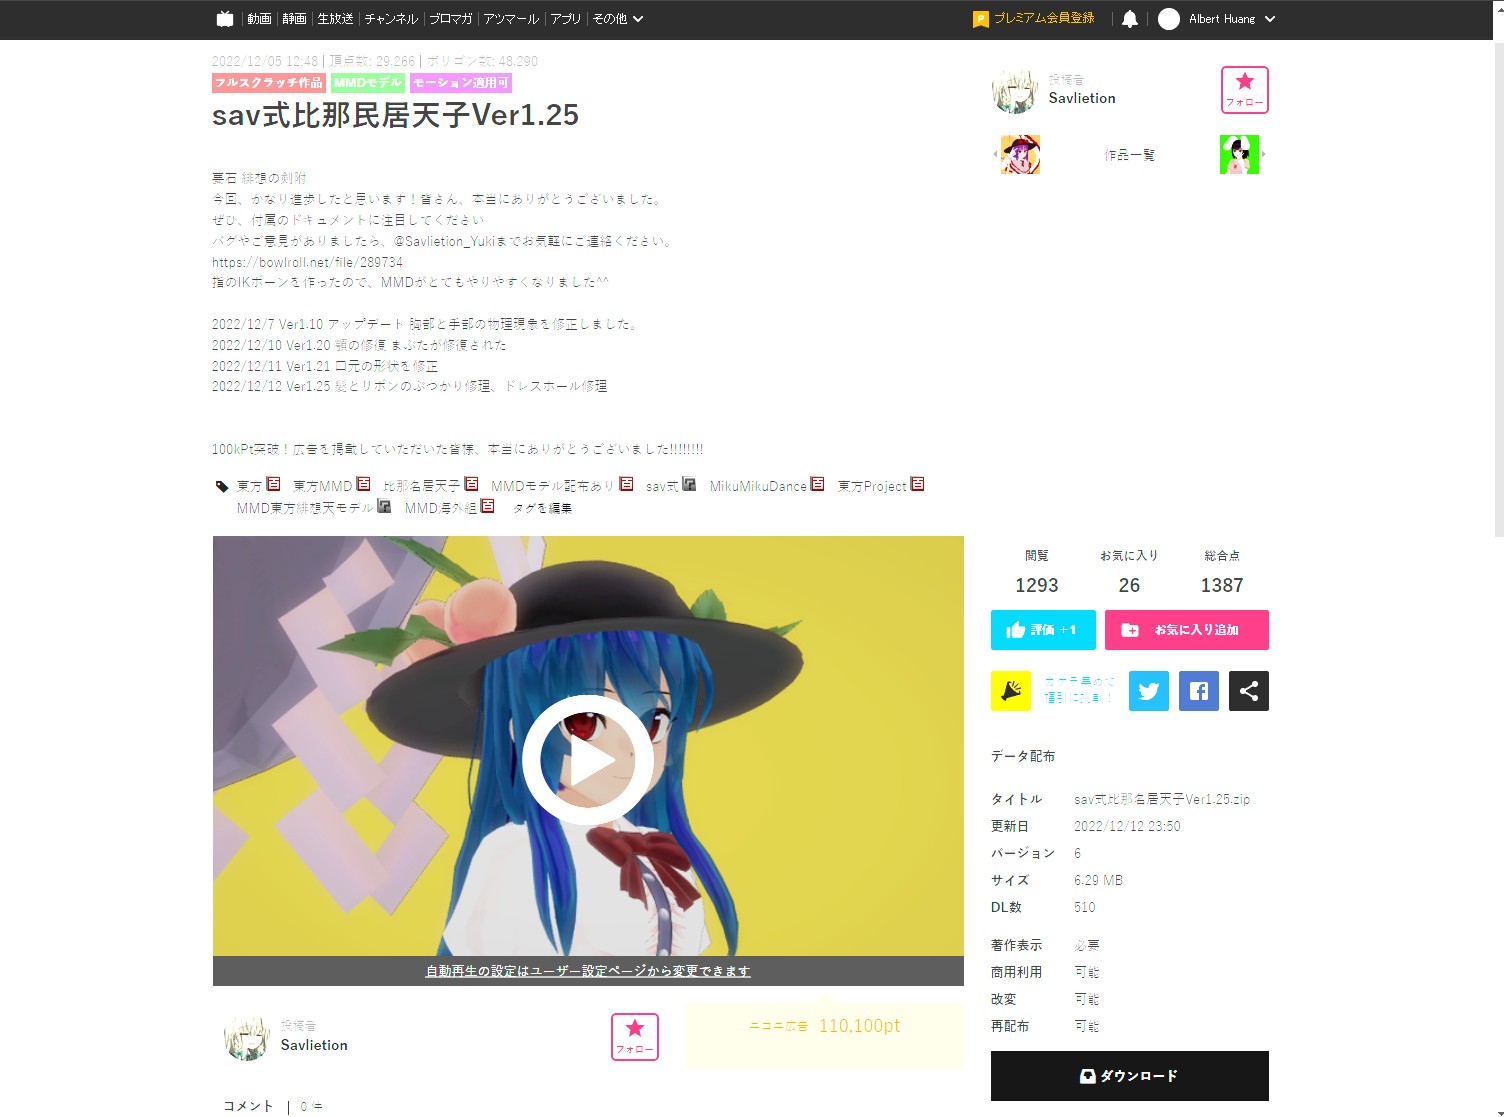 動画 静画 生放送 チャンネル ブロマガ アツマール アプリ その他 プレミアム会員登録 Albert Huang
2022/12/05 12:48 | 頂点数: 29,266 | ポリゴン数: 48,290
フルスクラッチ作品 MMDモデル モーション適用可
sav式比那民居天子Ver1.25
投稿者
Savlietion
フォロー
作品一覧
要石 緋想の剣附
今回、かなり進歩したと思います！皆さん、本当にありがとうございました。
ぜひ、付属のドキュメントに注目してください
バグやご意見がありましたら、@Savlietion_Yukiまでお気軽にご連絡ください。
https://bowlroll.net/file/289734
指のIKボーンを作ったので、MMDがとてもやりやすくなりました^^
2022/12/7 Ver1.10 アップデート 胸部と手部の物理現象を修正しました。
2022/12/10 Ver1.20 顎の修復 まぶたが修復された
2022/12/11 Ver1.21 口元の形状を修正
2022/12/12 Ver1.25 髪とリボンのぶつかり修理、ドレスホール修理
100kPt突破！広告を掲載していただいた皆様、本当にありがとうございました!!!!!!!!
東方 東方MMD 比那名居天子 MMDモデル配布あり sav式 MikuMikuDance 東方Project
MMD東方緋想天モデル MMD海外組 タグを編集
閲覧 お気に入り 総合点
1293 26 1387
評価 +1 お気に入り追加
データ配布
タイトル sav式比那名居天子Ver1.25.zip
更新日 2022/12/12 23:50
バージョン 6
サイズ 6.29 MB
DL数 510
著作表示 必要
商用利用 可能
改変 可能
再配布 可能
ダウンロード
自動再生の設定はユーザー設定ページから変更できます
投稿者
Savlietion
フォロー
ニコニ広告 110,100pt
コメント | 0 件